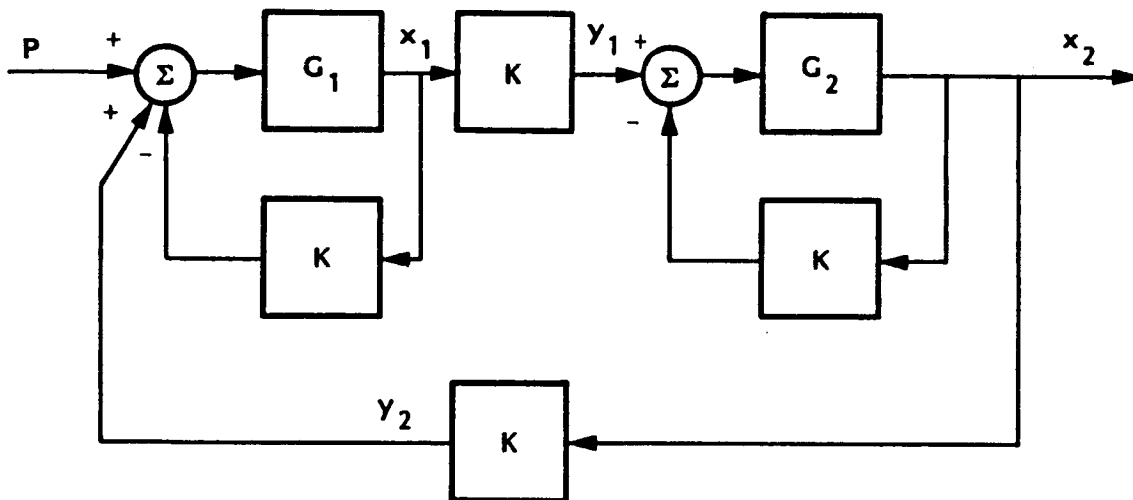 P + Σ G₁ x₁ K y₁ + Σ G₂ x₂
+ - -
K K
y₂ K